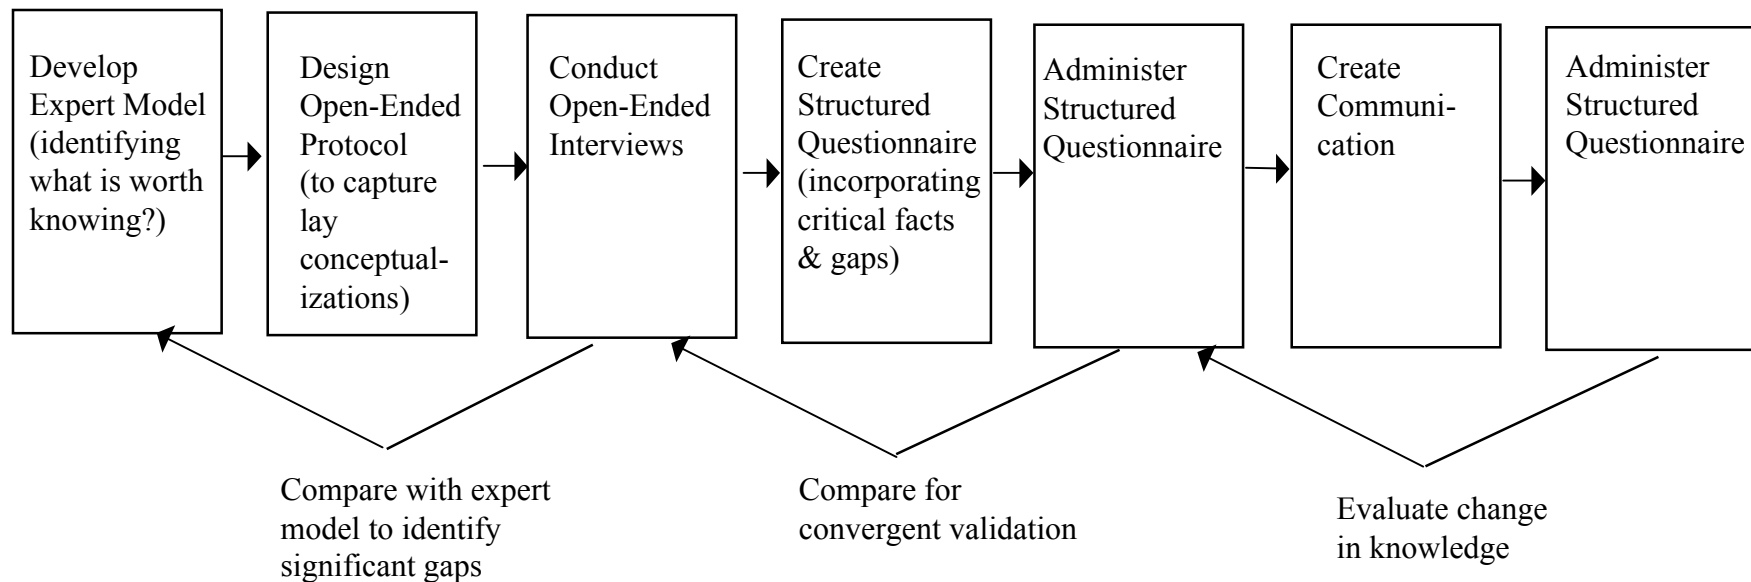 Develop
Expert Model
(identifying
what is worth
knowing?)
Design
Open-Ended
Protocol
(to capture
lay
conceptual-
izations)
Conduct
Open-Ended
Interviews
Create
Structured
Questionnaire
(incorporating
critical facts
& gaps)
Administer
Structured
Questionnaire
Create
Communi-
cation
Administer
Structured
Questionnaire
Compare with expert
model to identify
significant gaps
Compare for
convergent validation
Evaluate change
in knowledge